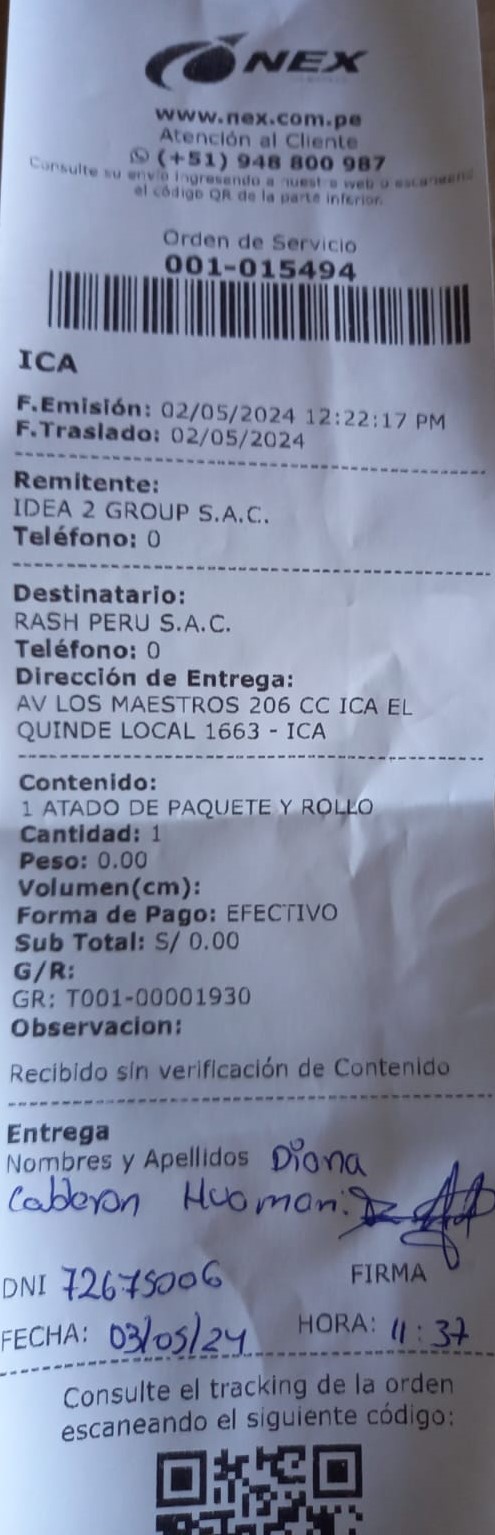 NEX
www.nex.com.pe
Atención al Cliente
(+51) 948 800 987
Consulte su envío ingresando a nuestra web o escaneando
el código QR de la parte inferior.
Orden de Servicio
001-015494
ICA
F.Emisión: 02/05/2024 12:22:17 PM
F.Traslado: 02/05/2024
Remitente:
IDEA 2 GROUP S.A.C.
Teléfono: 0
Destinatario:
RASH PERU S.A.C.
Teléfono: 0
Dirección de Entrega:
AV LOS MAESTROS 206 CC ICA EL
QUINDE LOCAL 1663 - ICA
Contenido:
1 ATADO DE PAQUETE Y ROLLO
Cantidad: 1
Peso: 0.00
Volumen(cm):
Forma de Pago: EFECTIVO
Sub Total: S/ 0.00
G/R:
GR: T001-00001930
Observacion:
Recibido sin verificación de Contenido
Entrega
Nombres y Apellidos Diana
Calderon Huaman
DNI 72675006 FIRMA
FECHA: 03/05/24 HORA: 11:37
Consulte el tracking de la orden
escaneando el siguiente código: